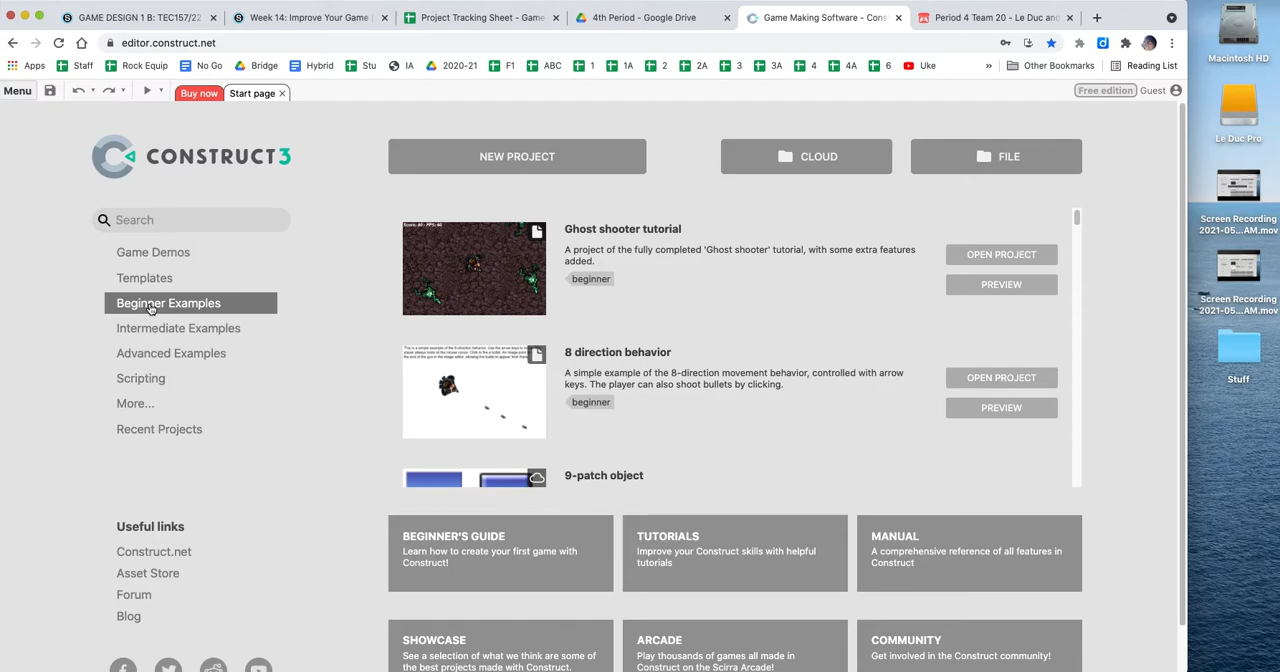 GAME DESIGN 1 B: TEC157/22
Week 14: Improve Your Game
Project Tracking Sheet - Game
4th Period - Google Drive
Game Making Software - Cons
Period 4 Team 20 - Le Duc and
editor.construct.net
Apps Staff Rock Equip No Go Bridge Hybrid Stu IA 2020-21 F1 ABC 1 1A 2 2A 3 3A 4 4A 6 Uke » Other Bookmarks Reading List
Menu Buy now Start page Free edition Guest
CONSTRUCT 3
NEW PROJECT
CLOUD
FILE
Search
Game Demos
Templates
Beginner Examples
Intermediate Examples
Advanced Examples
Scripting
More...
Recent Projects
Ghost shooter tutorial
A project of the fully completed 'Ghost shooter' tutorial, with some extra features
added.
beginner
OPEN PROJECT
PREVIEW
8 direction behavior
A simple example of the 8-direction movement behavior, controlled with arrow
keys. The player can also shoot bullets by clicking.
beginner
OPEN PROJECT
PREVIEW
9-patch object
Useful links
Construct.net
Asset Store
Forum
Blog
BEGINNER'S GUIDE
Learn how to create your first game with
Construct!
TUTORIALS
Improve your Construct skills with helpful
tutorials
MANUAL
A comprehensive reference of all features in
Construct
SHOWCASE
See a selection of what we think are some of
the best projects made with Construct.
ARCADE
Play thousands of games all made in
Construct on the Scirra Arcade!
COMMUNITY
Get involved in the Construct community!
Macintosh HD
Le Duc Pro
Screen Recording
2021-05...AM.mov
Screen Recording
2021-05...AM.mov
Stuff